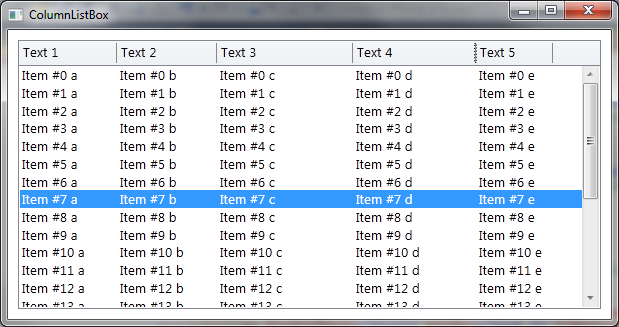 ColumnListBox
Text 1 Text 2 Text 3 Text 4 Text 5
Item #0 a Item #0 b Item #0 c Item #0 d Item #0 e
Item #1 a Item #1 b Item #1 c Item #1 d Item #1 e
Item #2 a Item #2 b Item #2 c Item #2 d Item #2 e
Item #3 a Item #3 b Item #3 c Item #3 d Item #3 e
Item #4 a Item #4 b Item #4 c Item #4 d Item #4 e
Item #5 a Item #5 b Item #5 c Item #5 d Item #5 e
Item #6 a Item #6 b Item #6 c Item #6 d Item #6 e
Item #7 a Item #7 b Item #7 c Item #7 d Item #7 e
Item #8 a Item #8 b Item #8 c Item #8 d Item #8 e
Item #9 a Item #9 b Item #9 c Item #9 d Item #9 e
Item #10 a Item #10 b Item #10 c Item #10 d Item #10 e
Item #11 a Item #11 b Item #11 c Item #11 d Item #11 e
Item #12 a Item #12 b Item #12 c Item #12 d Item #12 e
Item #13 a Item #13 b Item #13 c Item #13 d Item #13 e